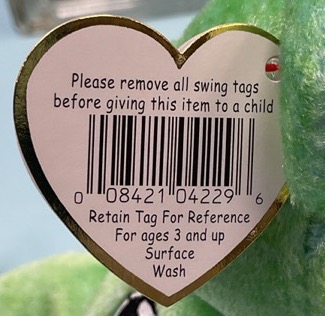 Please remove all swing tags
before giving this item to a child
0 08421 04229 6
Retain Tag For Reference
For ages 3 and up
Surface
Wash